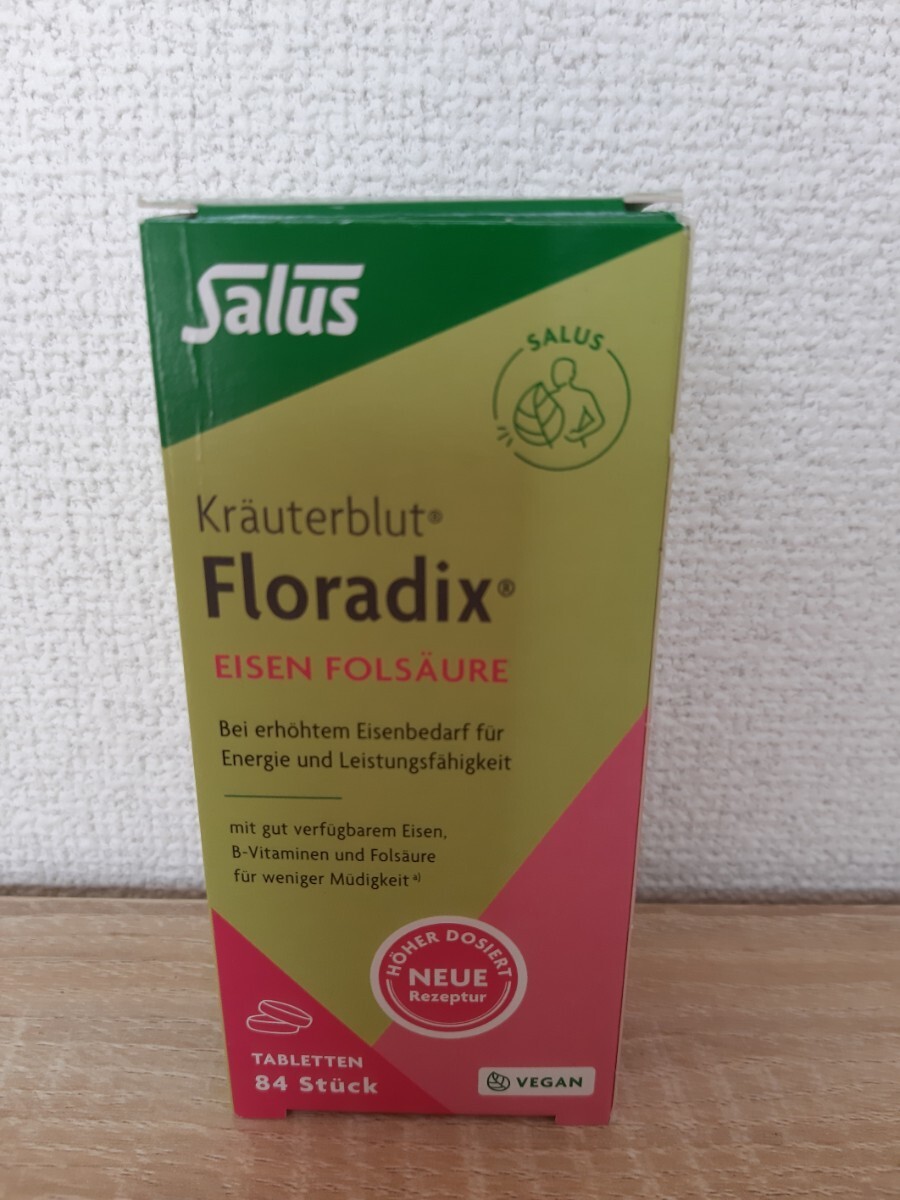 Salus
SALUS
Kräuterblut®
Floradix®
EISEN FOLSÄURE
Bei erhöhtem Eisenbedarf für
Energie und Leistungsfähigkeit
mit gut verfügbarem Eisen,
B-Vitaminen und Folsäure
für weniger Müdigkeit a)
HÖHER DOSIERT
NEUE
Rezeptur
TABLETTEN
84 Stück
VEGAN